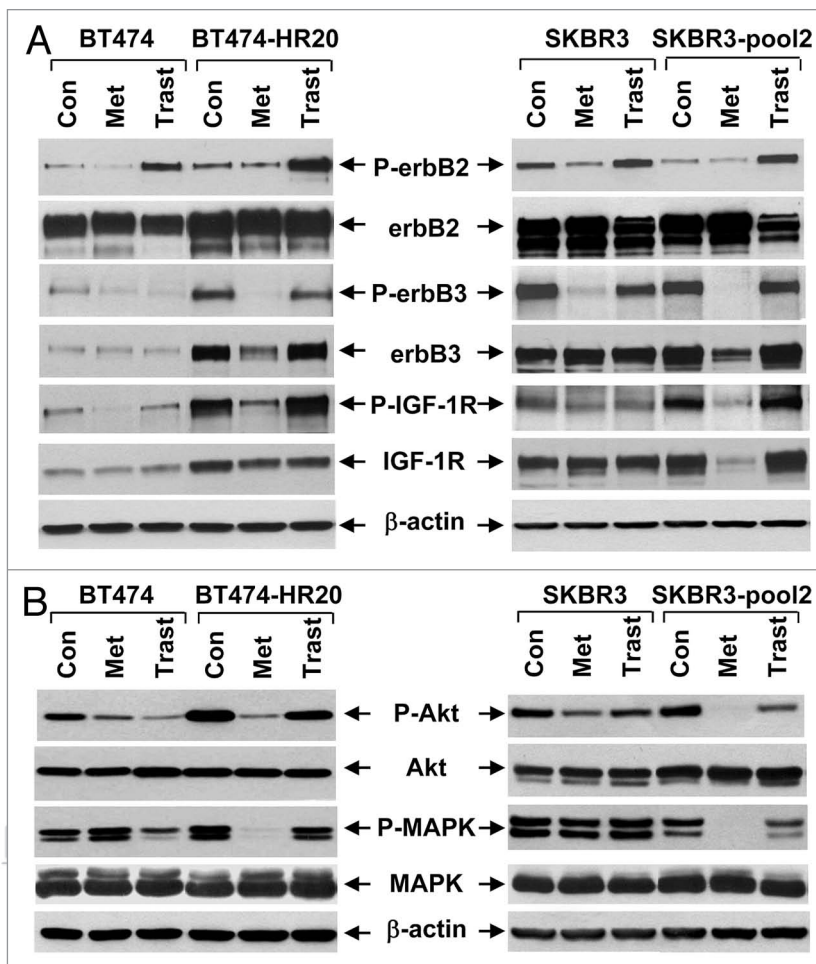 A
BT474 BT474-HR20 SKBR3 SKBR3-pool2
Con Met Trast Con Met Trast Con Met Trast Con Met Trast
P-erbB2
erbB2
P-erbB3
erbB3
P-IGF-1R
IGF-1R
β-actin
B
BT474 BT474-HR20 SKBR3 SKBR3-pool2
Con Met Trast Con Met Trast Con Met Trast Con Met Trast
P-Akt
Akt
P-MAPK
MAPK
β-actin